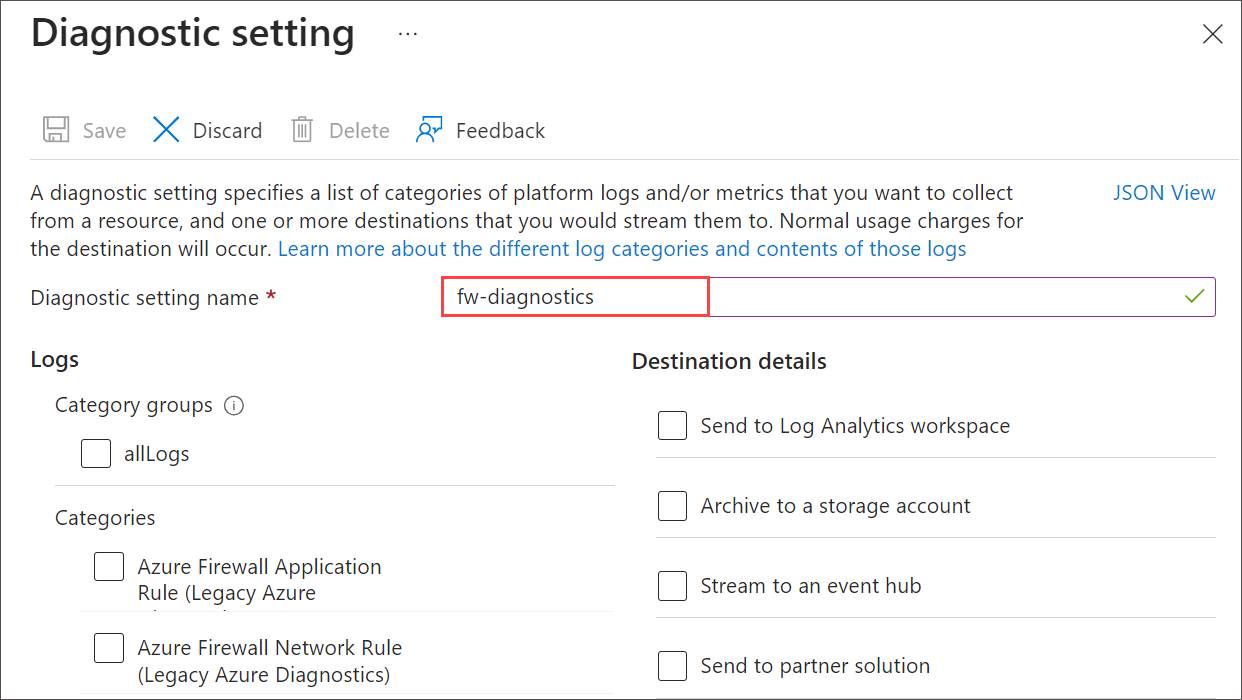 Diagnostic setting ...
Save Discard Delete Feedback
A diagnostic setting specifies a list of categories of platform logs and/or metrics that you want to collect
from a resource, and one or more destinations that you would stream them to. Normal usage charges for
the destination will occur. Learn more about the different log categories and contents of those logs
JSON View
Diagnostic setting name *
fw-diagnostics
Logs
Category groups
allLogs
Categories
Azure Firewall Application
Rule (Legacy Azure
Azure Firewall Network Rule
(Legacy Azure Diagnostics)
Destination details
Send to Log Analytics workspace
Archive to a storage account
Stream to an event hub
Send to partner solution